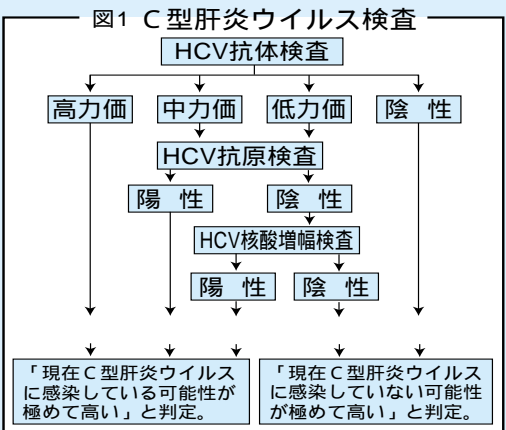 図1 C型肝炎ウイルス検査
HCV抗体検査
高力価 中力価 低力価 陰 性
HCV抗原検査
陽 性 陰 性
HCV核酸増幅検査
陽 性 陰 性
「現在C型肝炎ウイルス
に感染している可能性が
極めて高い」と判定。
「現在C型肝炎ウイルス
に感染していない可能性
が極めて高い」と判定。